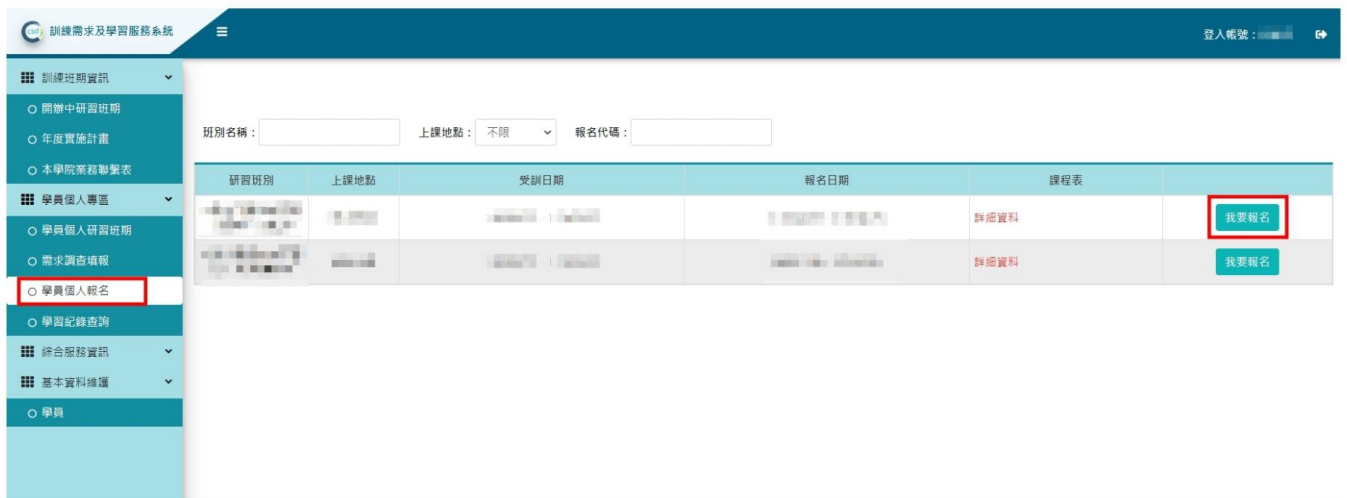 csdi 訓練需求及學習服務系統
登入帳號：
訓練班期資訊
開辦中研習班期
年度實施計畫
本學院業務聯繫表
學員個人專區
學員個人研習班期
需求調查填報
學員個人報名
學習紀錄查詢
綜合服務資訊
基本資料維護
學員
班別名稱： 上課地點： 不限 報名代碼：
研習班別 上課地點 受訓日期 報名日期 課程表
詳細資料 我要報名
詳細資料 我要報名